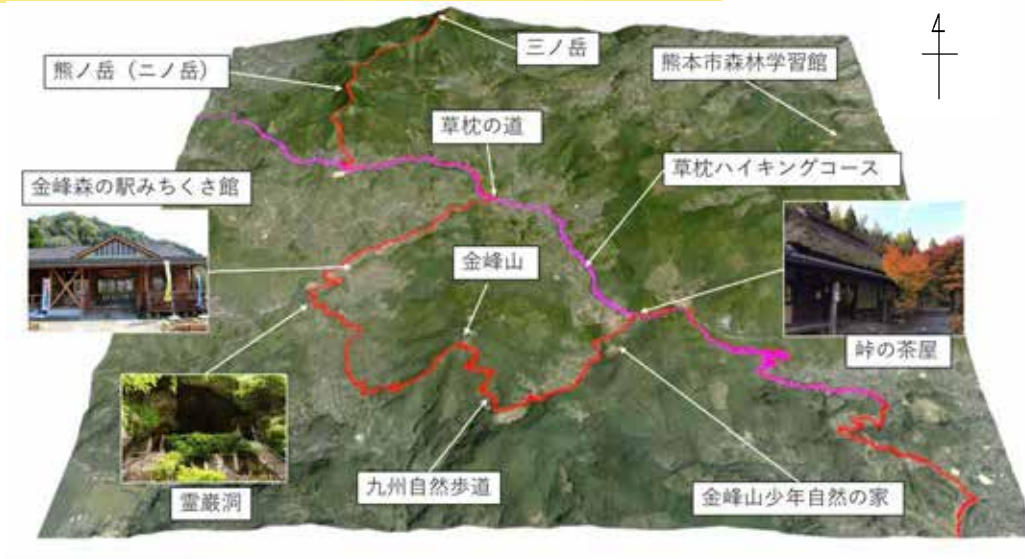 三ノ岳
熊ノ岳（二ノ岳）
熊本市森林学習館
草枕の道
草枕ハイキングコース
金峰森の駅みちくさ館
金峰山
峠の茶屋
九州自然歩道
金峰山少年自然の家
霊巌洞